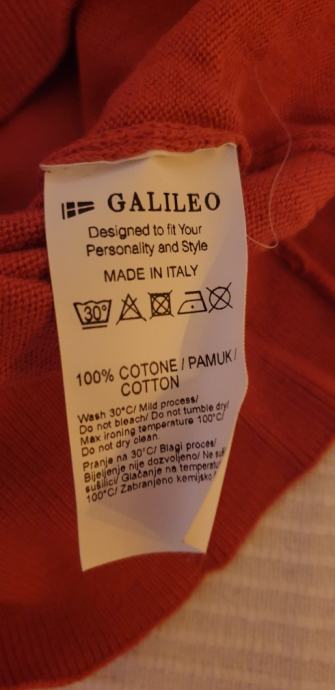 GALILEO
Designed to fit Your
Personality and Style
MADE IN ITALY
30°
100% COTONE / PAMUK /
COTTON
Wash 30°C/ Mild process/
Do not bleach/ Do not tumble dry/
Max ironing temperature 100°C/
Do not dry clean.
Pranje na 30°C/ Blagi proces/
Bijeljenje nije dozvoljeno/ Ne
sušilici/ Glačanje na
100°C/ Zabranjeno kemijsko